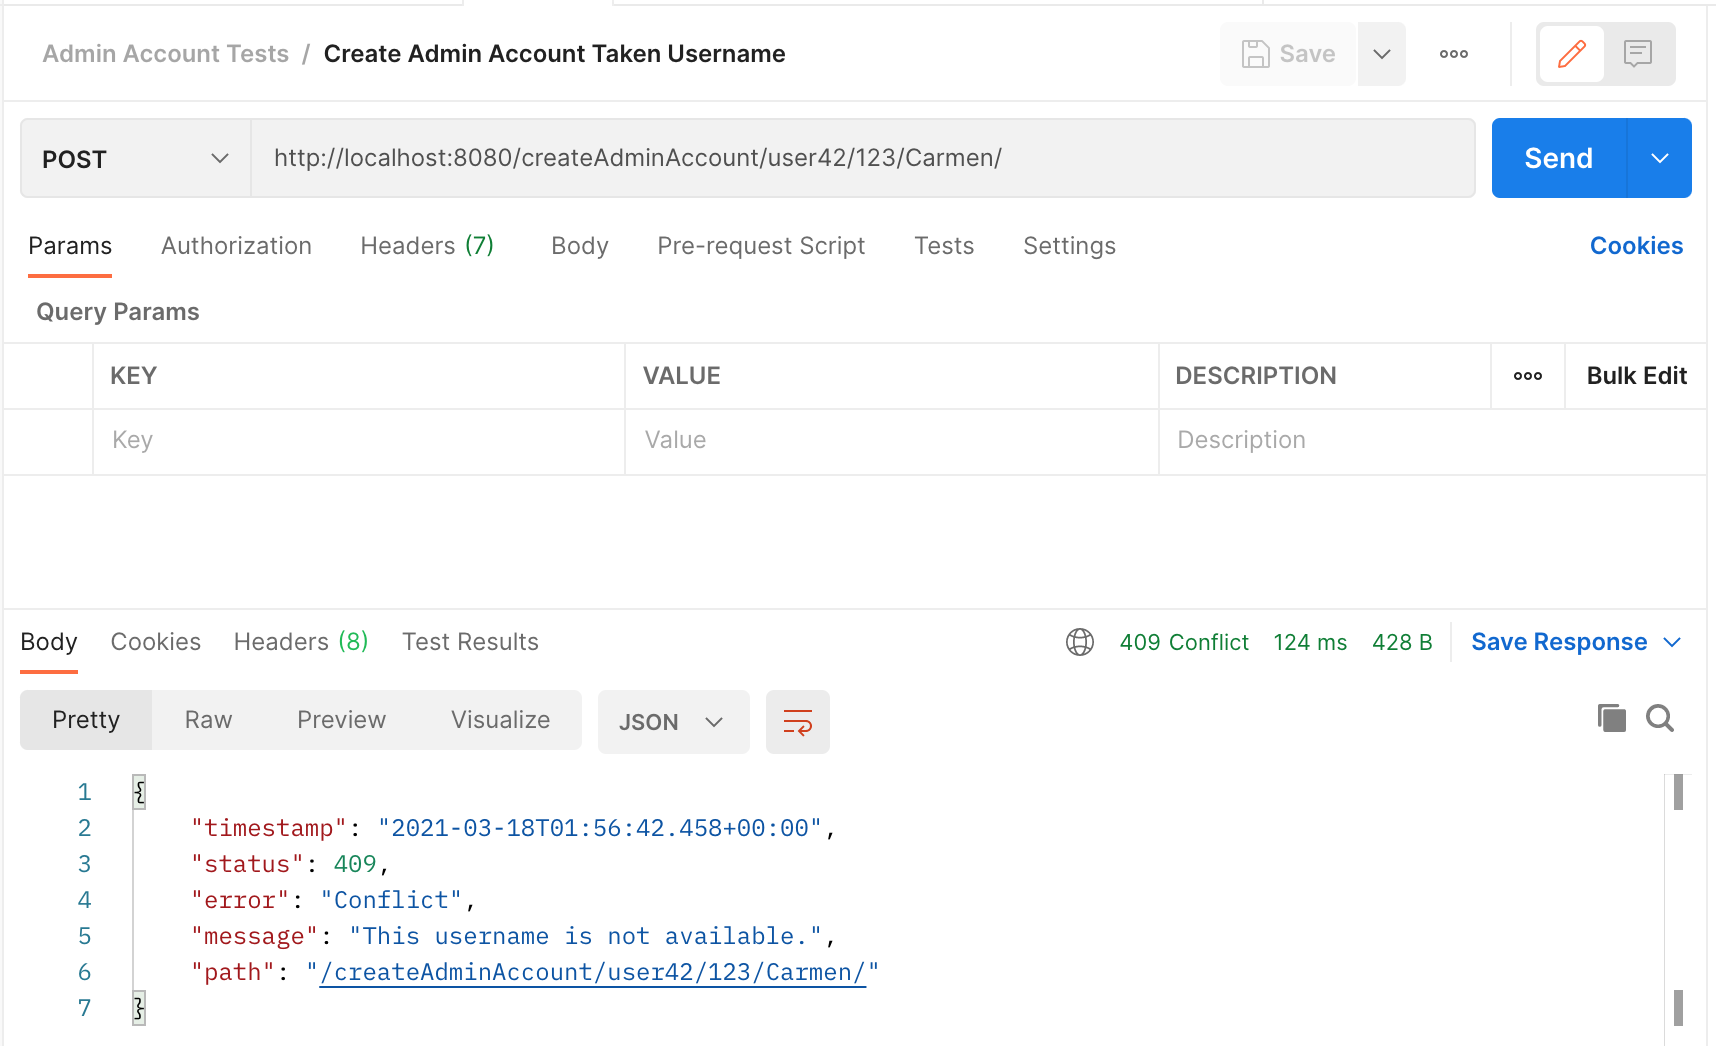 Admin Account Tests / Create Admin Account Taken Username
Save
POST http://localhost:8080/createAdminAccount/user42/123/Carmen/ Send
Params Authorization Headers (7) Body Pre-request Script Tests Settings Cookies
Query Params
KEY VALUE DESCRIPTION ooo Bulk Edit
Key Value Description
Body Cookies Headers (8) Test Results 409 Conflict 124 ms 428 B Save Response
Pretty Raw Preview Visualize JSON
1 {
2 "timestamp": "2021-03-18T01:56:42.458+00:00",
3 "status": 409,
4 "error": "Conflict",
5 "message": "This username is not available.",
6 "path": "/createAdminAccount/user42/123/Carmen/"
7 }